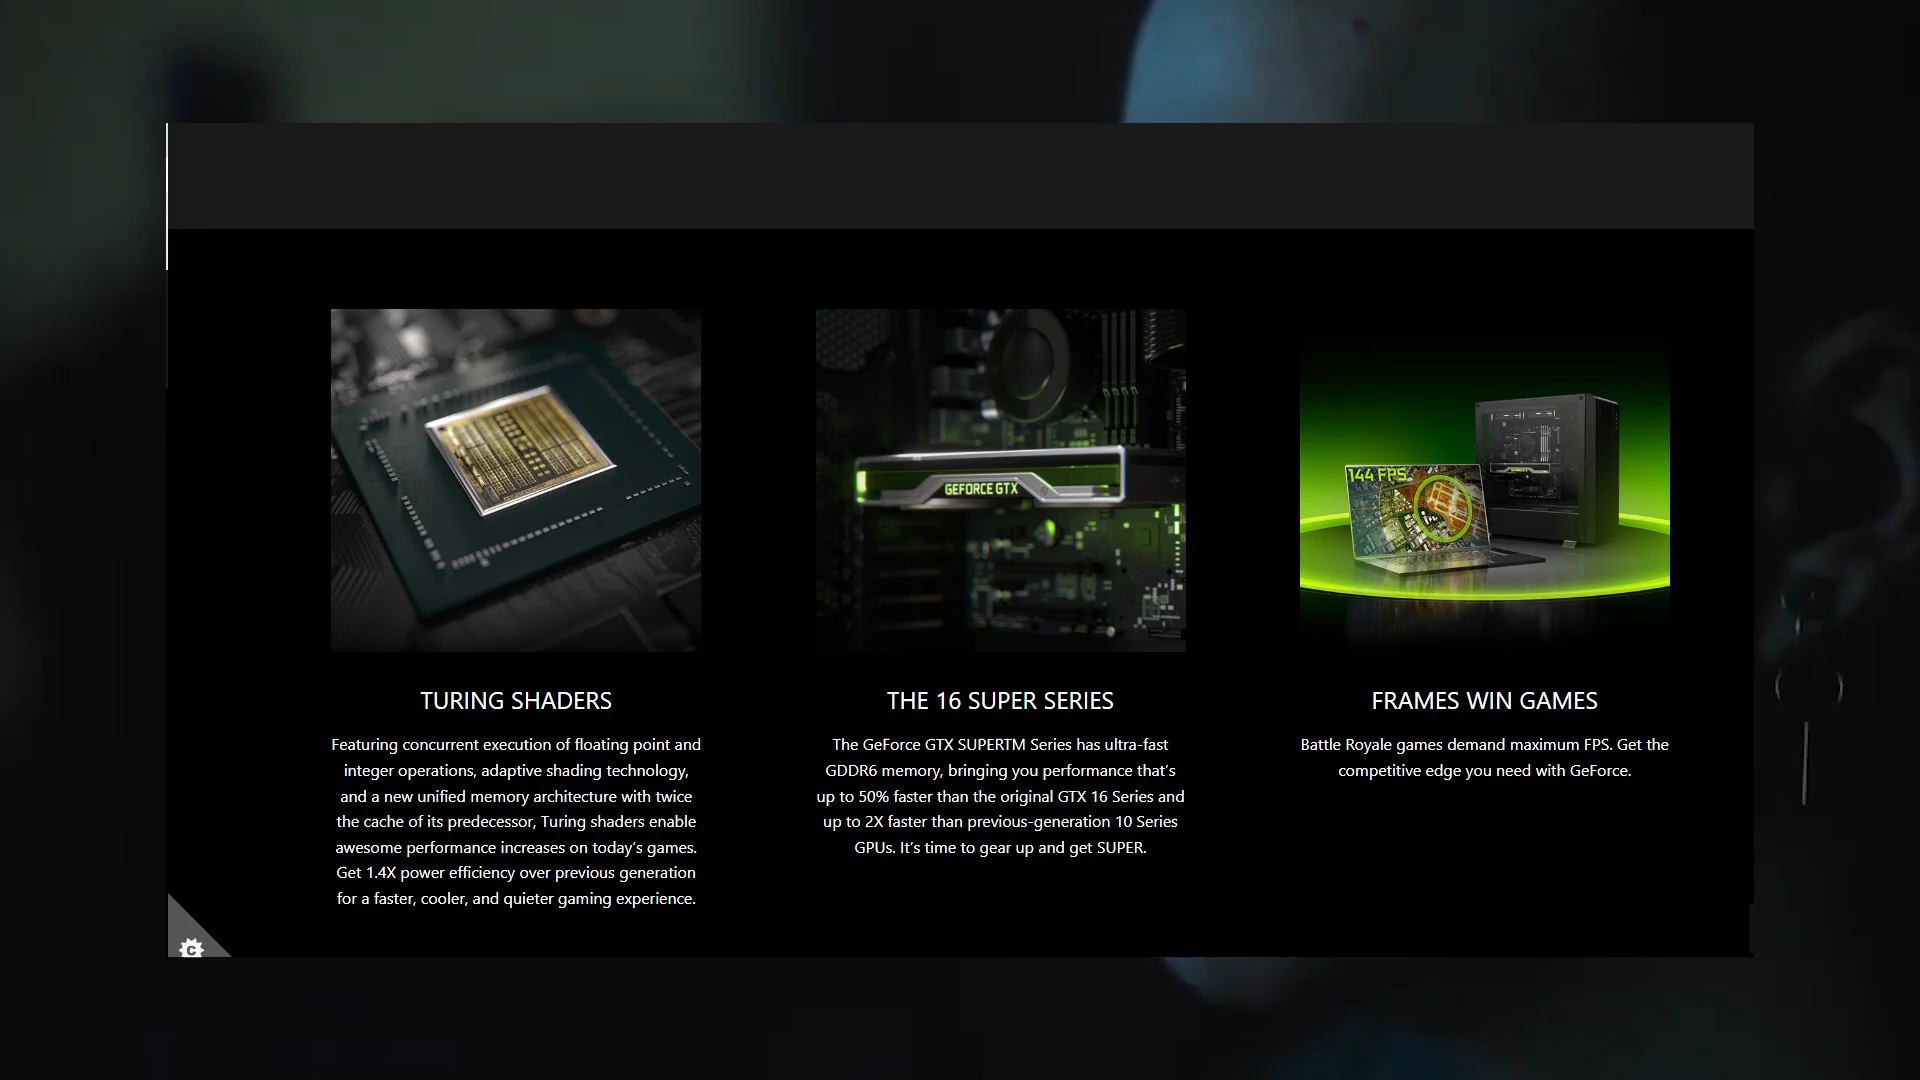 144 FPS
GEFORCE GTX
TURING SHADERS
Featuring concurrent execution of floating point and
integer operations, adaptive shading technology,
and a new unified memory architecture with twice
the cache of its predecessor, Turing shaders enable
awesome performance increases on today’s games.
Get 1.4X power efficiency over previous generation
for a faster, cooler, and quieter gaming experience.
THE 16 SUPER SERIES
The GeForce GTX SUPERTM Series has ultra-fast
GDDR6 memory, bringing you performance that’s
up to 50% faster than the original GTX 16 Series and
up to 2X faster than previous-generation 10 Series
GPUs. It’s time to gear up and get SUPER.
FRAMES WIN GAMES
Battle Royale games demand maximum FPS. Get the
competitive edge you need with GeForce.
C